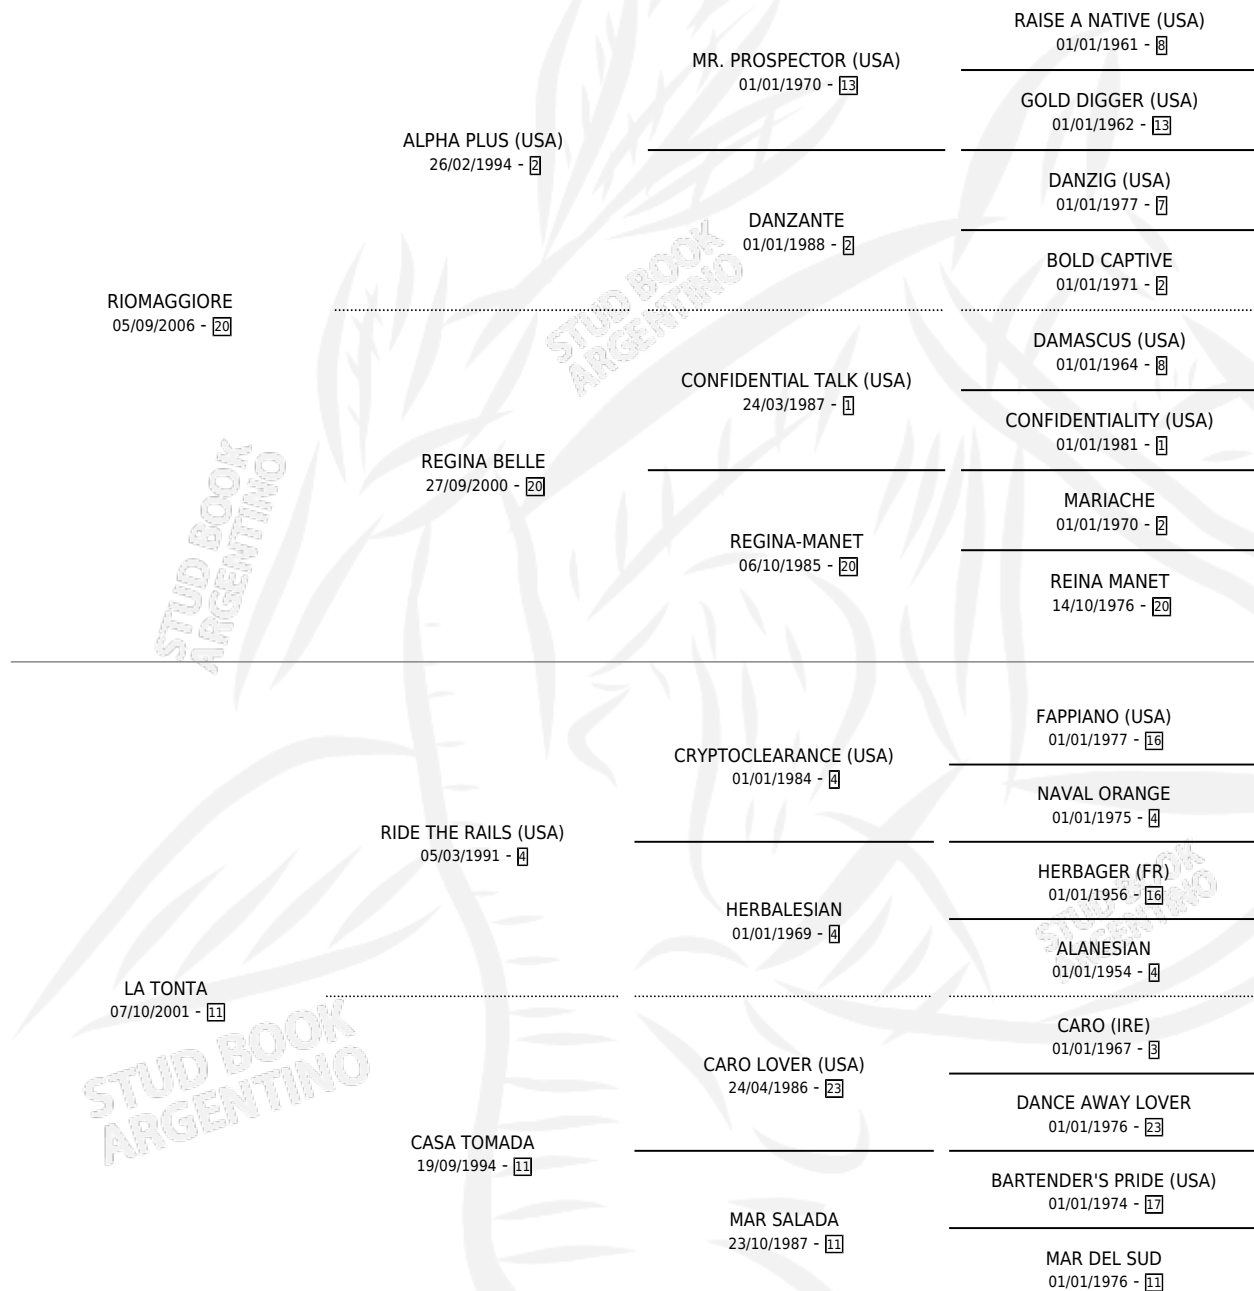 RAISE A NATIVE (USA)
01/01/1961 - 8
MR. PROSPECTOR (USA)
01/01/1970 - 13
GOLD DIGGER (USA)
01/01/1962 - 13
ALPHA PLUS (USA)
26/02/1994 - 2
DANZIG (USA)
01/01/1977 - 7
DANZANTE
01/01/1988 - 2
BOLD CAPTIVE
01/01/1971 - 2
RIOMAGGIORE
05/09/2006 - 20
DAMASCUS (USA)
01/01/1964 - 8
CONFIDENTIAL TALK (USA)
24/03/1987 - 1
CONFIDENTIALITY (USA)
01/01/1981 - 1
REGINA BELLE
27/09/2000 - 20
MARIACHE
01/01/1970 - 2
REGINA-MANET
06/10/1985 - 20
REINA MANET
14/10/1976 - 20
FAPPIANO (USA)
01/01/1977 - 16
CRYPTOCLEARANCE (USA)
01/01/1984 - 4
NAVAL ORANGE
01/01/1975 - 4
RIDE THE RAILS (USA)
05/03/1991 - 4
HERBAGER (FR)
01/01/1956 - 16
HERBALESIAN
01/01/1969 - 4
ALANESIAN
01/01/1954 - 4
LA TONTA
07/10/2001 - 11
CARO (IRE)
01/01/1967 - 3
CARO LOVER (USA)
24/04/1986 - 23
DANCE AWAY LOVER
01/01/1976 - 23
CASA TOMADA
19/09/1994 - 11
BARTENDER'S PRIDE (USA)
01/01/1974 - 17
MAR SALADA
23/10/1987 - 11
MAR DEL SUD
01/01/1976 - 11
STUD BOOK
ARGENTINO
STUD BOOK
ARGENTINO
STUD BOOK
ARGENTINO
STUD BOOK
ARGENTINO